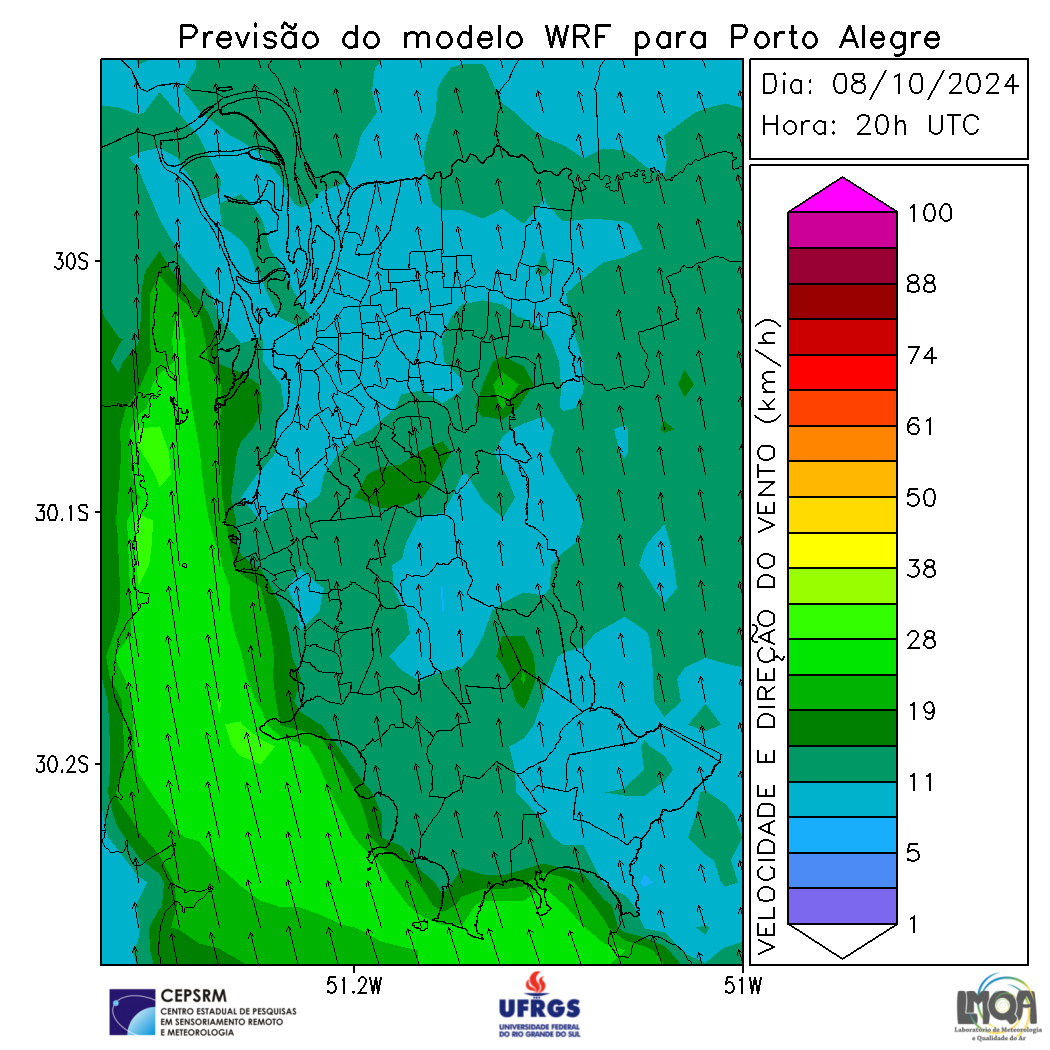 Previsão do modelo WRF para Porto Alegre
Dia: 08/10/2024
Hora: 20h UTC
30S
30.1S
30.2S
51.2W
51W
VELOCIDADE E DIREÇÃO DO VENTO (km/h)
100
88
74
61
50
38
28
19
11
5
1
CEPSRM
CENTRO ESTADUAL DE PESQUISAS
EM SENSORIAMENTO REMOTO
E METEOROLOGIA
UFRGS
UNIVERSIDADE FEDERAL
DO RIO GRANDE DO SUL
LMQA
Laboratório de Meteorologia
e Qualidade do Ar